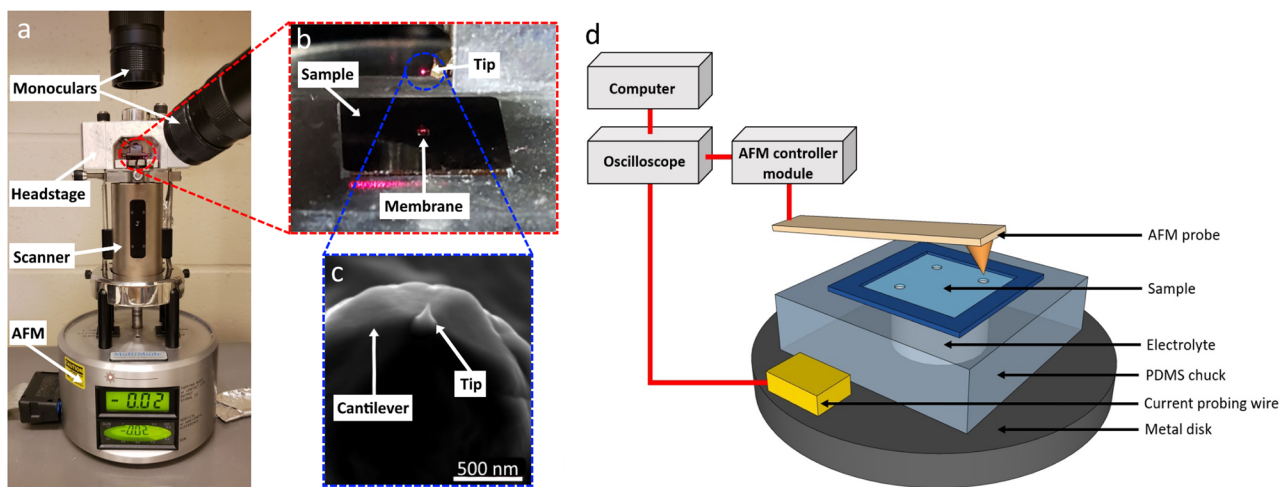 a
Monoculars
Headstage
Scanner
AFM
MultiMode
- 0.02
-0.02
b
Tip
Sample
Membrane
c
Tip
Cantilever
500 nm
d
Computer
Oscilloscope
AFM controller
module
AFM probe
Sample
Electrolyte
PDMS chuck
Current probing wire
Metal disk